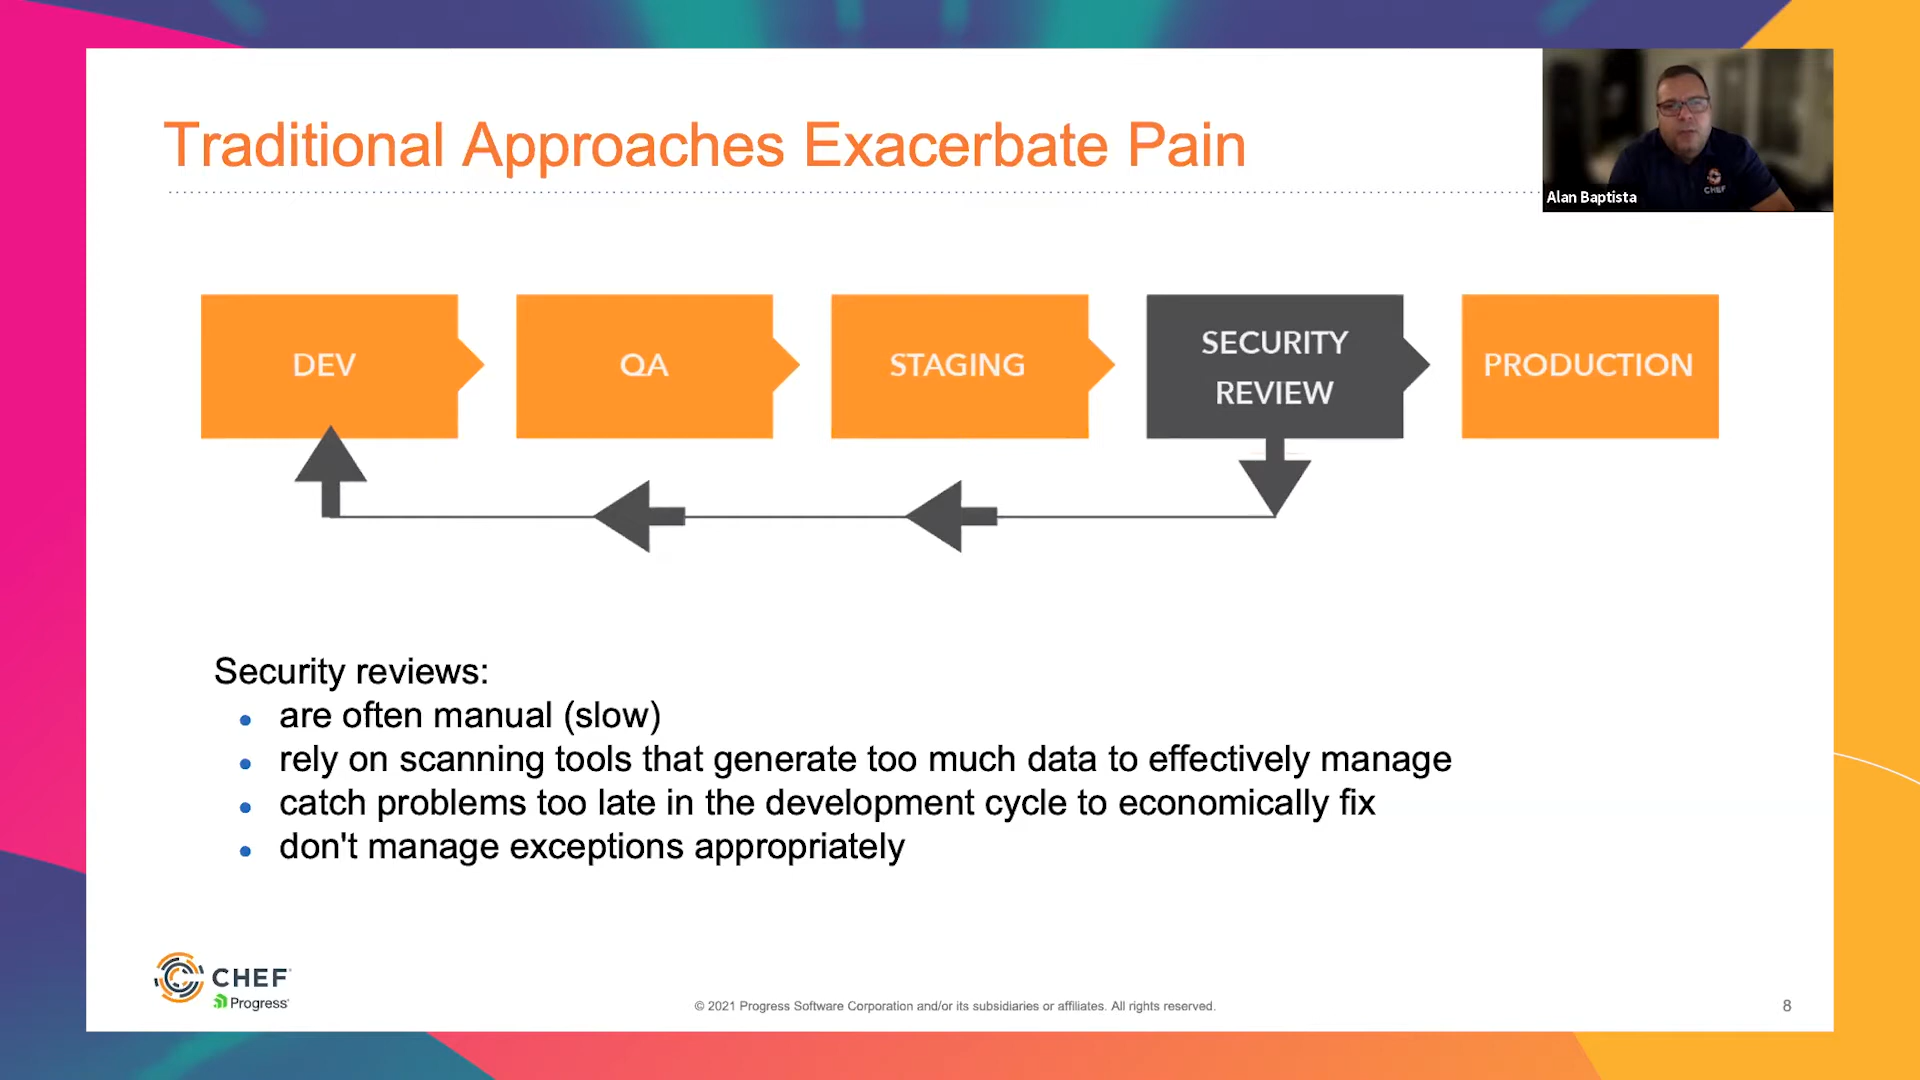 Traditional Approaches Exacerbate Pain
CHEF
Alan Baptista
DEV
QA
STAGING
SECURITY
REVIEW
PRODUCTION
Security reviews:
are often manual (slow)
rely on scanning tools that generate too much data to effectively manage
catch problems too late in the development cycle to economically fix
don't manage exceptions appropriately
CHEF
Progress
© 2021 Progress Software Corporation and/or its subsidiaries or affiliates. All rights reserved.
8